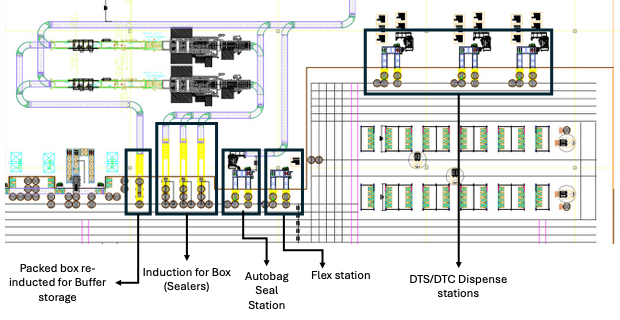 Packed box re-
inducted for Buffer
storage
Induction for Box
(Sealers)
Autobag
Seal
Station
Flex station
DTS/DTC Dispense
stations